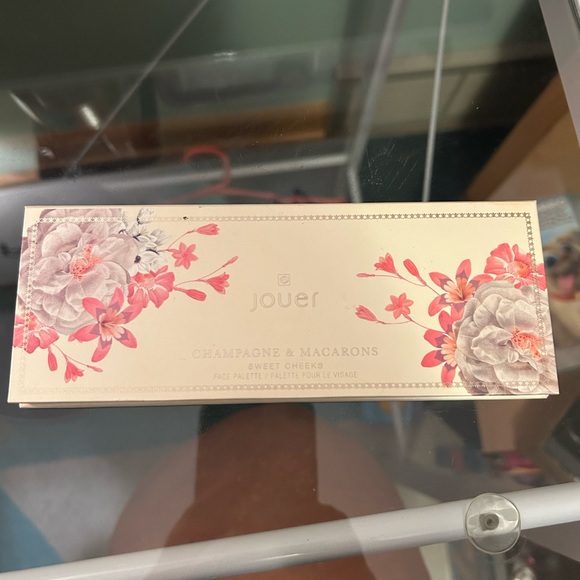 jouer
CHAMPAGNE & MACARONS
SWEET CHEEKS
FACE PALETTE / PALETTE POUR LE VISAGE